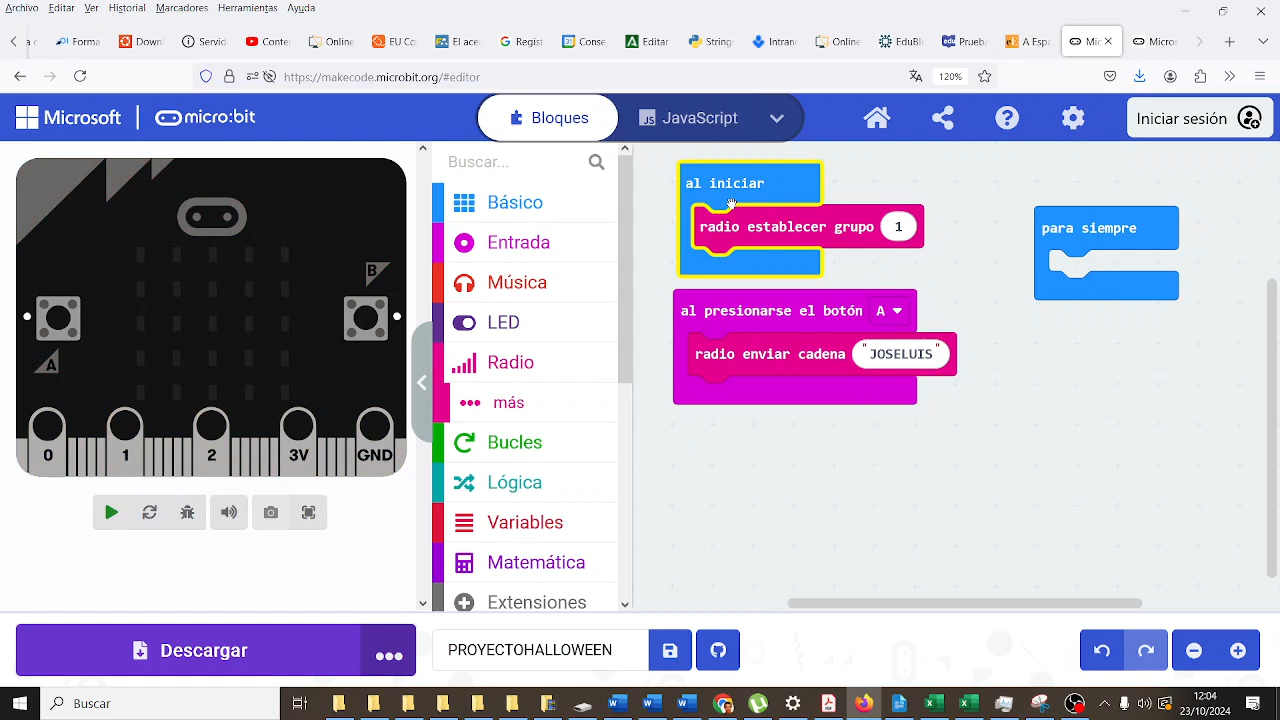 Archivo Editar Ver Historial Marcadores Herramientas Ayuda
Form Down Servid Conte Online EU Co El acer Regist Conse Editar String Intran Online EduBl Prueb A Esp Mic Micros
https://makecode.microbit.org/#editor
120%
Microsoft micro:bit
Bloques
JavaScript
Iniciar sesión
Buscar...
Básico
Entrada
Música
LED
Radio
más
Bucles
Lógica
Variables
Matemática
Extensiones
A
B
0 1 2 3V GND
al iniciar
radio establecer grupo 1
al presionarse el botón A
radio enviar cadena "JOSELUIS"
para siempre
Descargar
PROYECTOHALLOWEEN
Buscar
12:04
23/10/2024